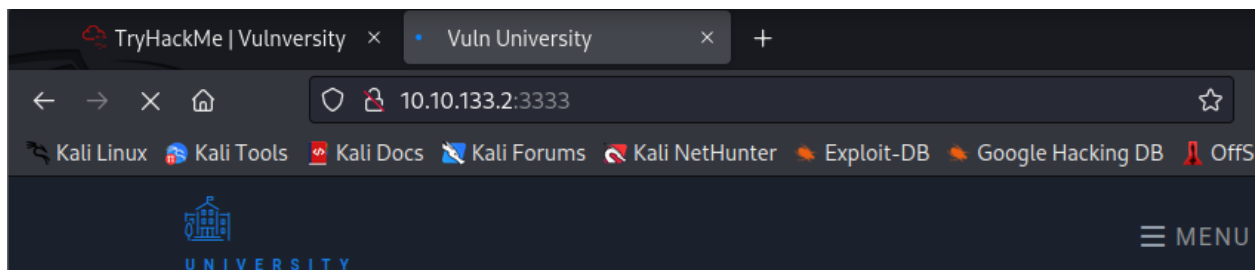 TryHackMe | Vulnversity Vuln University
10.10.133.2:3333
Kali Linux Kali Tools Kali Docs Kali Forums Kali NetHunter Exploit-DB Google Hacking DB OffS
MENU
UNIVERSITY